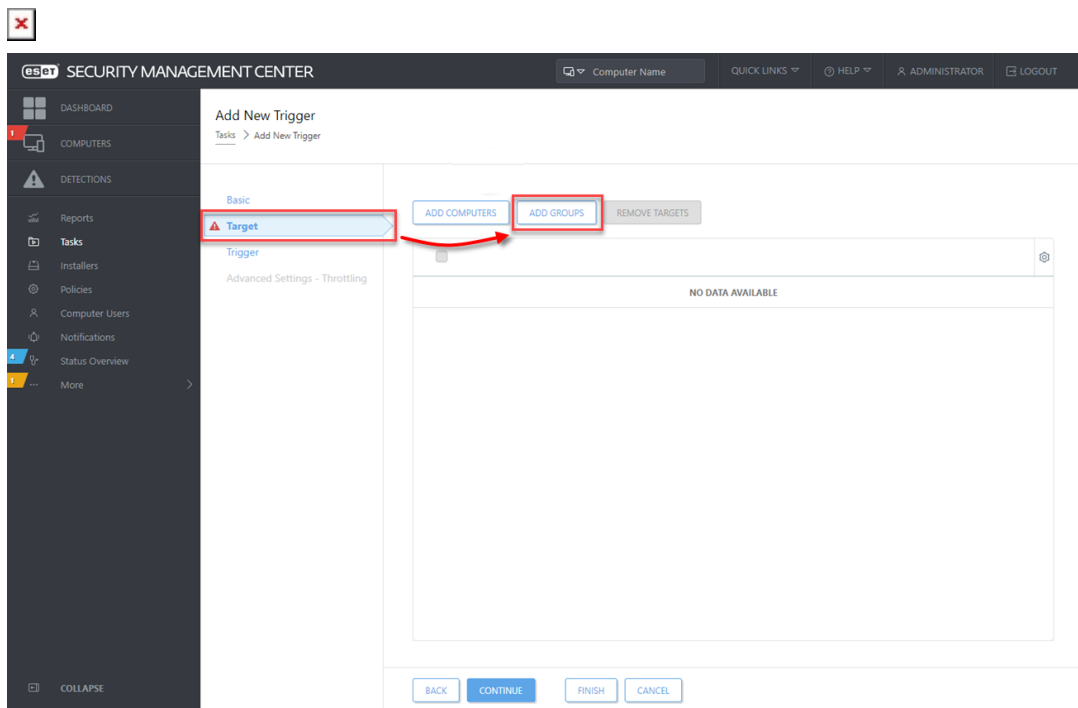 eseT SECURITY MANAGEMENT CENTER
Computer Name
QUICK LINKS
HELP
ADMINISTRATOR
LOGOUT
DASHBOARD
1
COMPUTERS
DETECTIONS
Reports
Tasks
Installers
Policies
Computer Users
Notifications
4
Status Overview
1
More
COLLAPSE
Add New Trigger
Tasks > Add New Trigger
Basic
Target
Trigger
Advanced Settings - Throttling
ADD COMPUTERS
ADD GROUPS
REMOVE TARGETS
NO DATA AVAILABLE
BACK
CONTINUE
FINISH
CANCEL